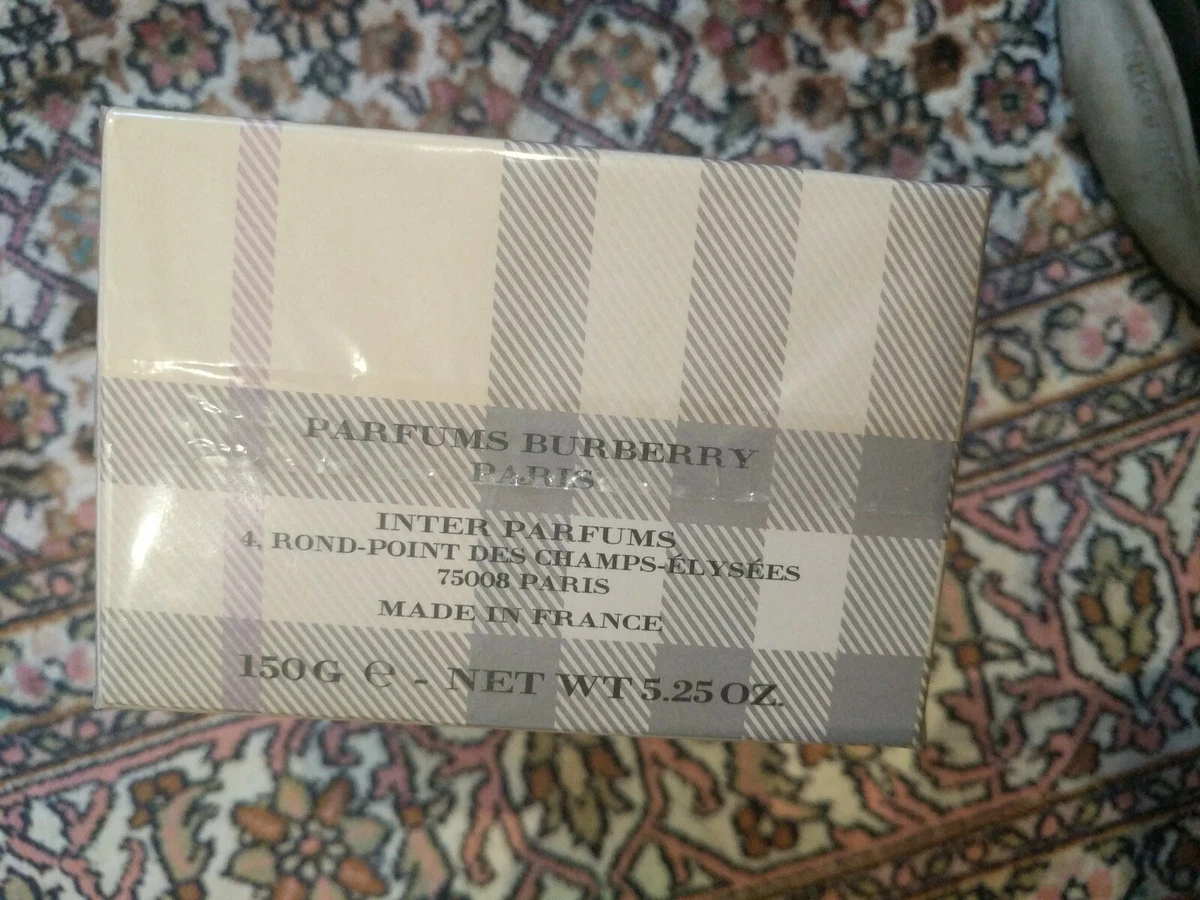 PARFUMS BURBERRY
PARIS
INTER PARFUMS
4, ROND-POINT DES CHAMPS-ÉLYSÉES
75008 PARIS
MADE IN FRANCE
150 G ℮ - NET WT 5.25 OZ.